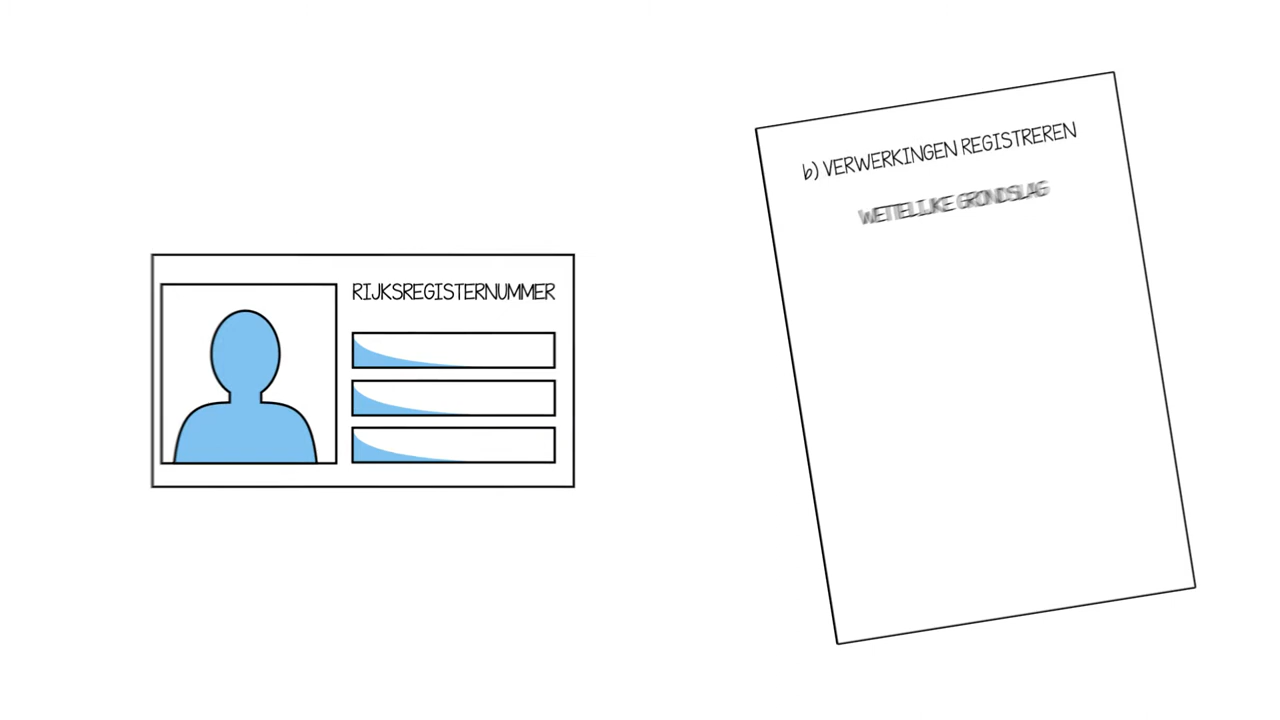 RIJKSREGISTERNUMMER
b) VERWERKINGEN REGISTREREN
WETTELIJKE GRONDSLAG